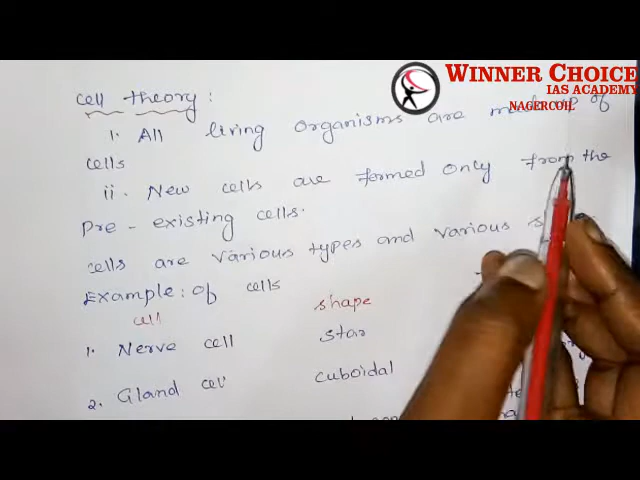 WINNER CHOICE
IAS ACADEMY
NAGERCOIL
cell theory :
i. All living organisms are made up of
cells
ii. New cells are formed only from the
pre - existing cells.
cells are various types and various
Example: of cells
cell shape
1. Nerve cell star
2. Gland cell cuboidal